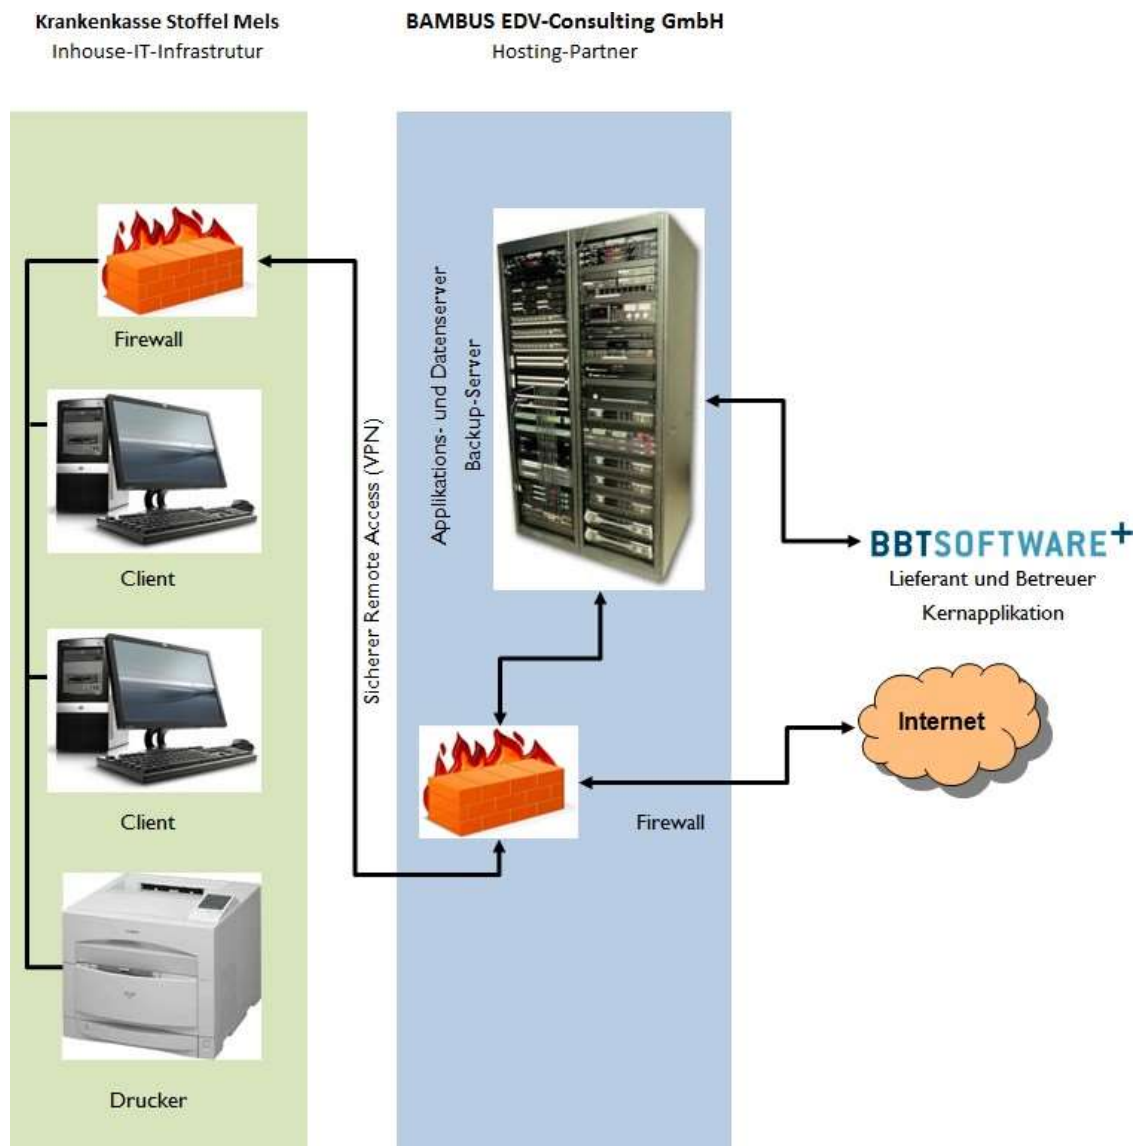 Krankenkasse Stoffel Mels
Inhouse-IT-Infrastrutur
BAMBUS EDV-Consulting GmbH
Hosting-Partner
Firewall
Client
Client
Drucker
Sicherer Remote Access (VPN)
Applikations- und Datenserver
Backup-Server
Firewall
BBTSOFTWARE+
Lieferant und Betreuer
Kernapplikation
Internet